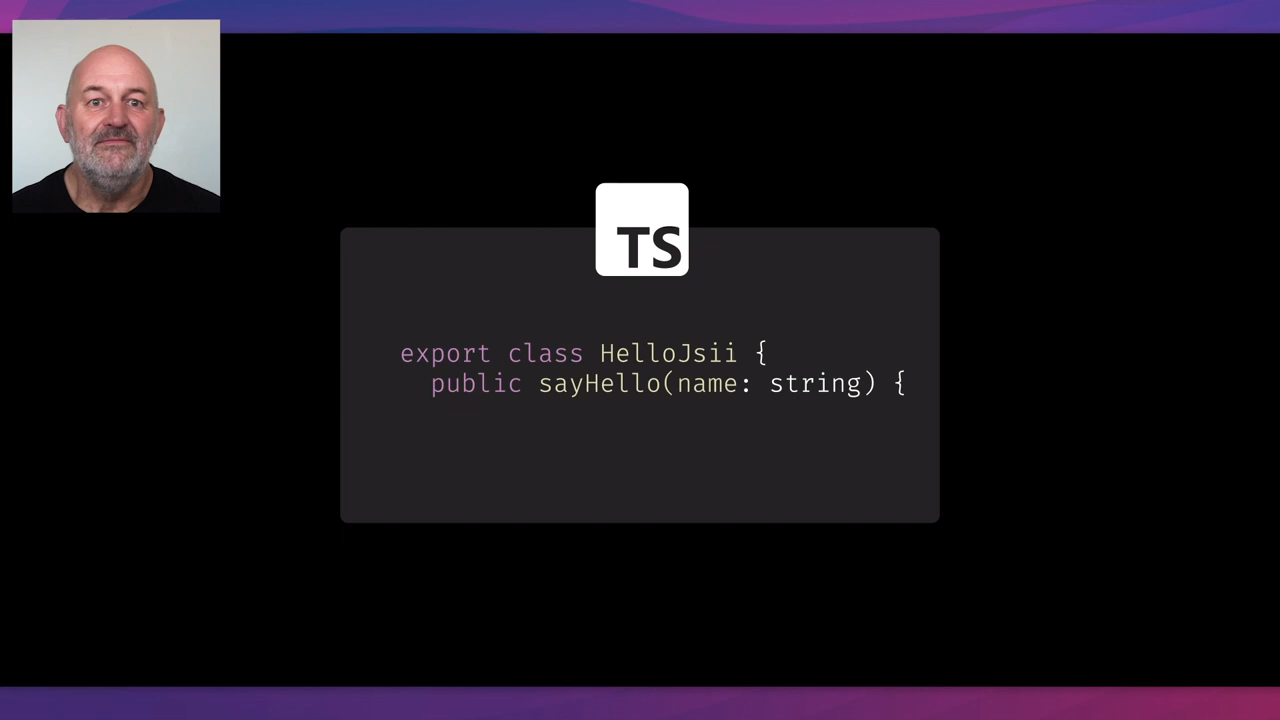 TS
export class HelloJsii {
public sayHello(name: string) {